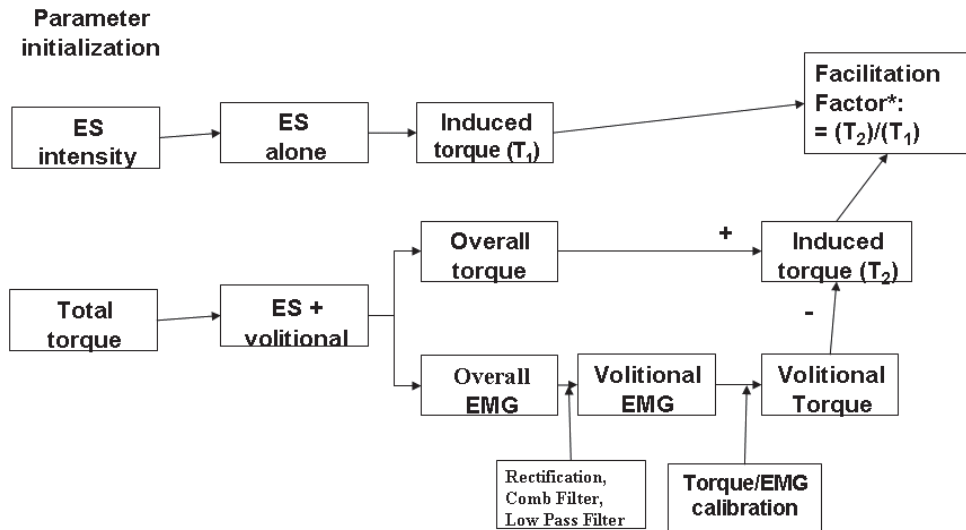 Parameter
initialization
ES
intensity
ES
alone
Induced
torque (T₁)
Facilitation
Factor*:
= (T₂)/(T₁)
Total
torque
ES +
volitional
Overall
torque
+
Induced
torque (T₂)
-
Overall
EMG
Volitional
EMG
Volitional
Torque
Rectification,
Comb Filter,
Low Pass Filter
Torque/EMG
calibration